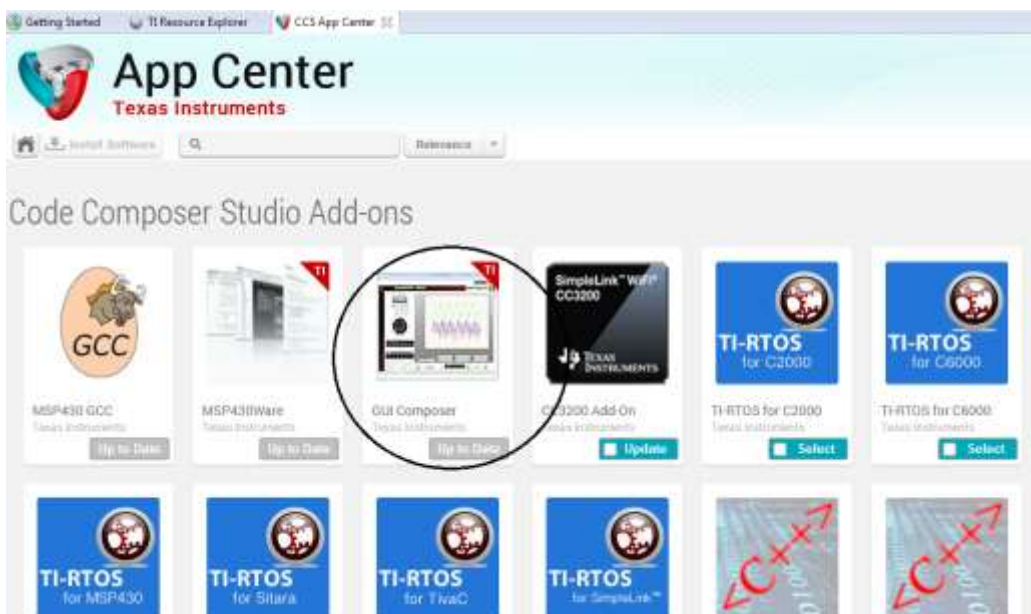 Getting Started TI Resource Explorer CCS App Center
App Center
Texas Instruments
Install Software Relevance
Code Composer Studio Add-ons
TI
TI
SimpleLink™ WiFi®
CC3200
GCC
TEXAS
INSTRUMENTS
TI-RTOS
for C2000
TI-RTOS
for C6000
MSP430 GCC MSP430Ware GUI Composer CC3200 Add-On TI-RTOS for C2000 TI-RTOS for C6000
Texas Instruments Texas Instruments Texas Instruments Texas Instruments Texas Instruments Texas Instruments
Up to Date Up to Date Up to Date Update Select Select
TI-RTOS
for MSP430
TI-RTOS
for Sitara
TI-RTOS
for TivaC
TI-RTOS
for SimpleLink™
<C++>
<C++>